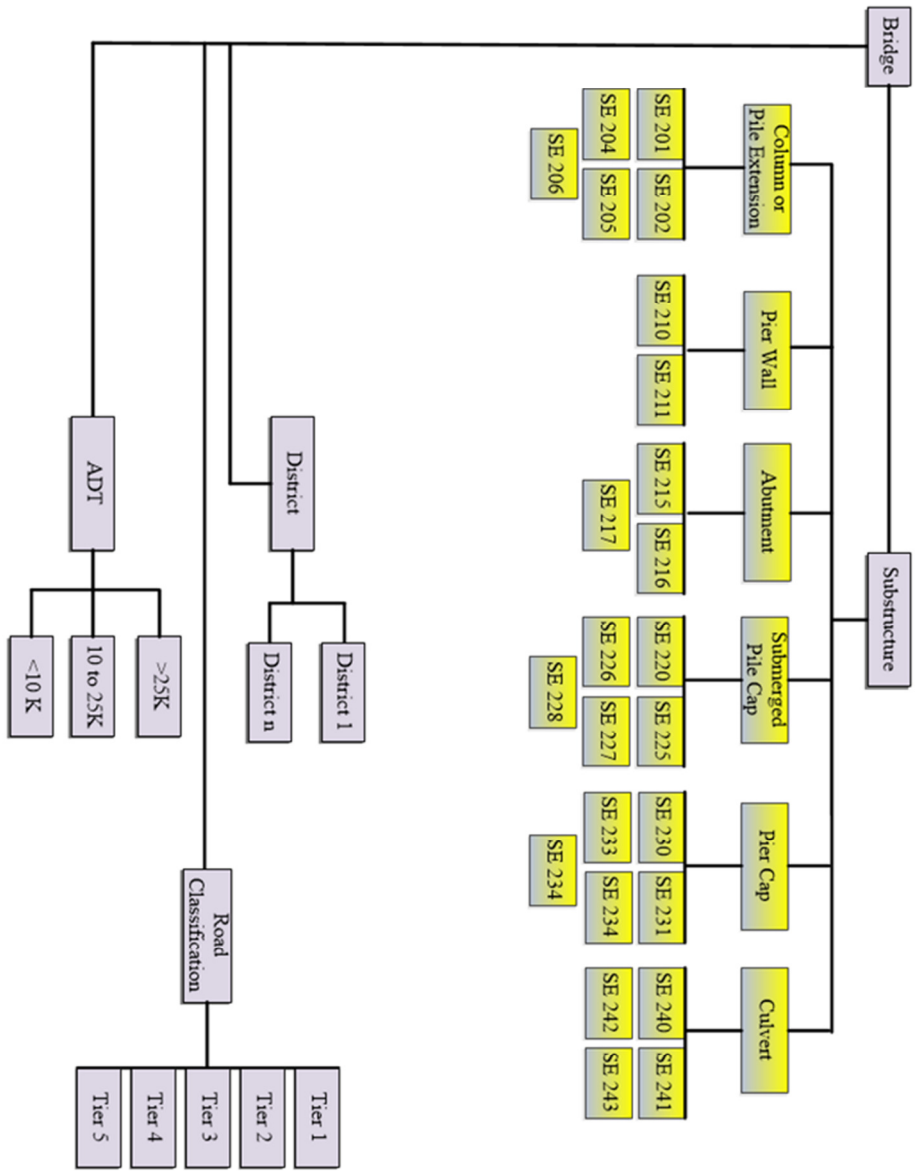 Bridge
Substructure
Column or
Pile Extension
SE 201
SE 202
SE 204
SE 205
SE 206
Pier Wall
SE 210
SE 211
Abutment
SE 215
SE 216
SE 217
Submerged
Pile Cap
SE 220
SE 225
SE 226
SE 227
SE 228
Pier Cap
SE 230
SE 231
SE 233
SE 234
SE 234
Culvert
SE 240
SE 241
SE 242
SE 243
District
District 1
District n
Road
Classification
Tier 1
Tier 2
Tier 3
Tier 4
Tier 5
ADT
>25K
10 to 25K
<10 K